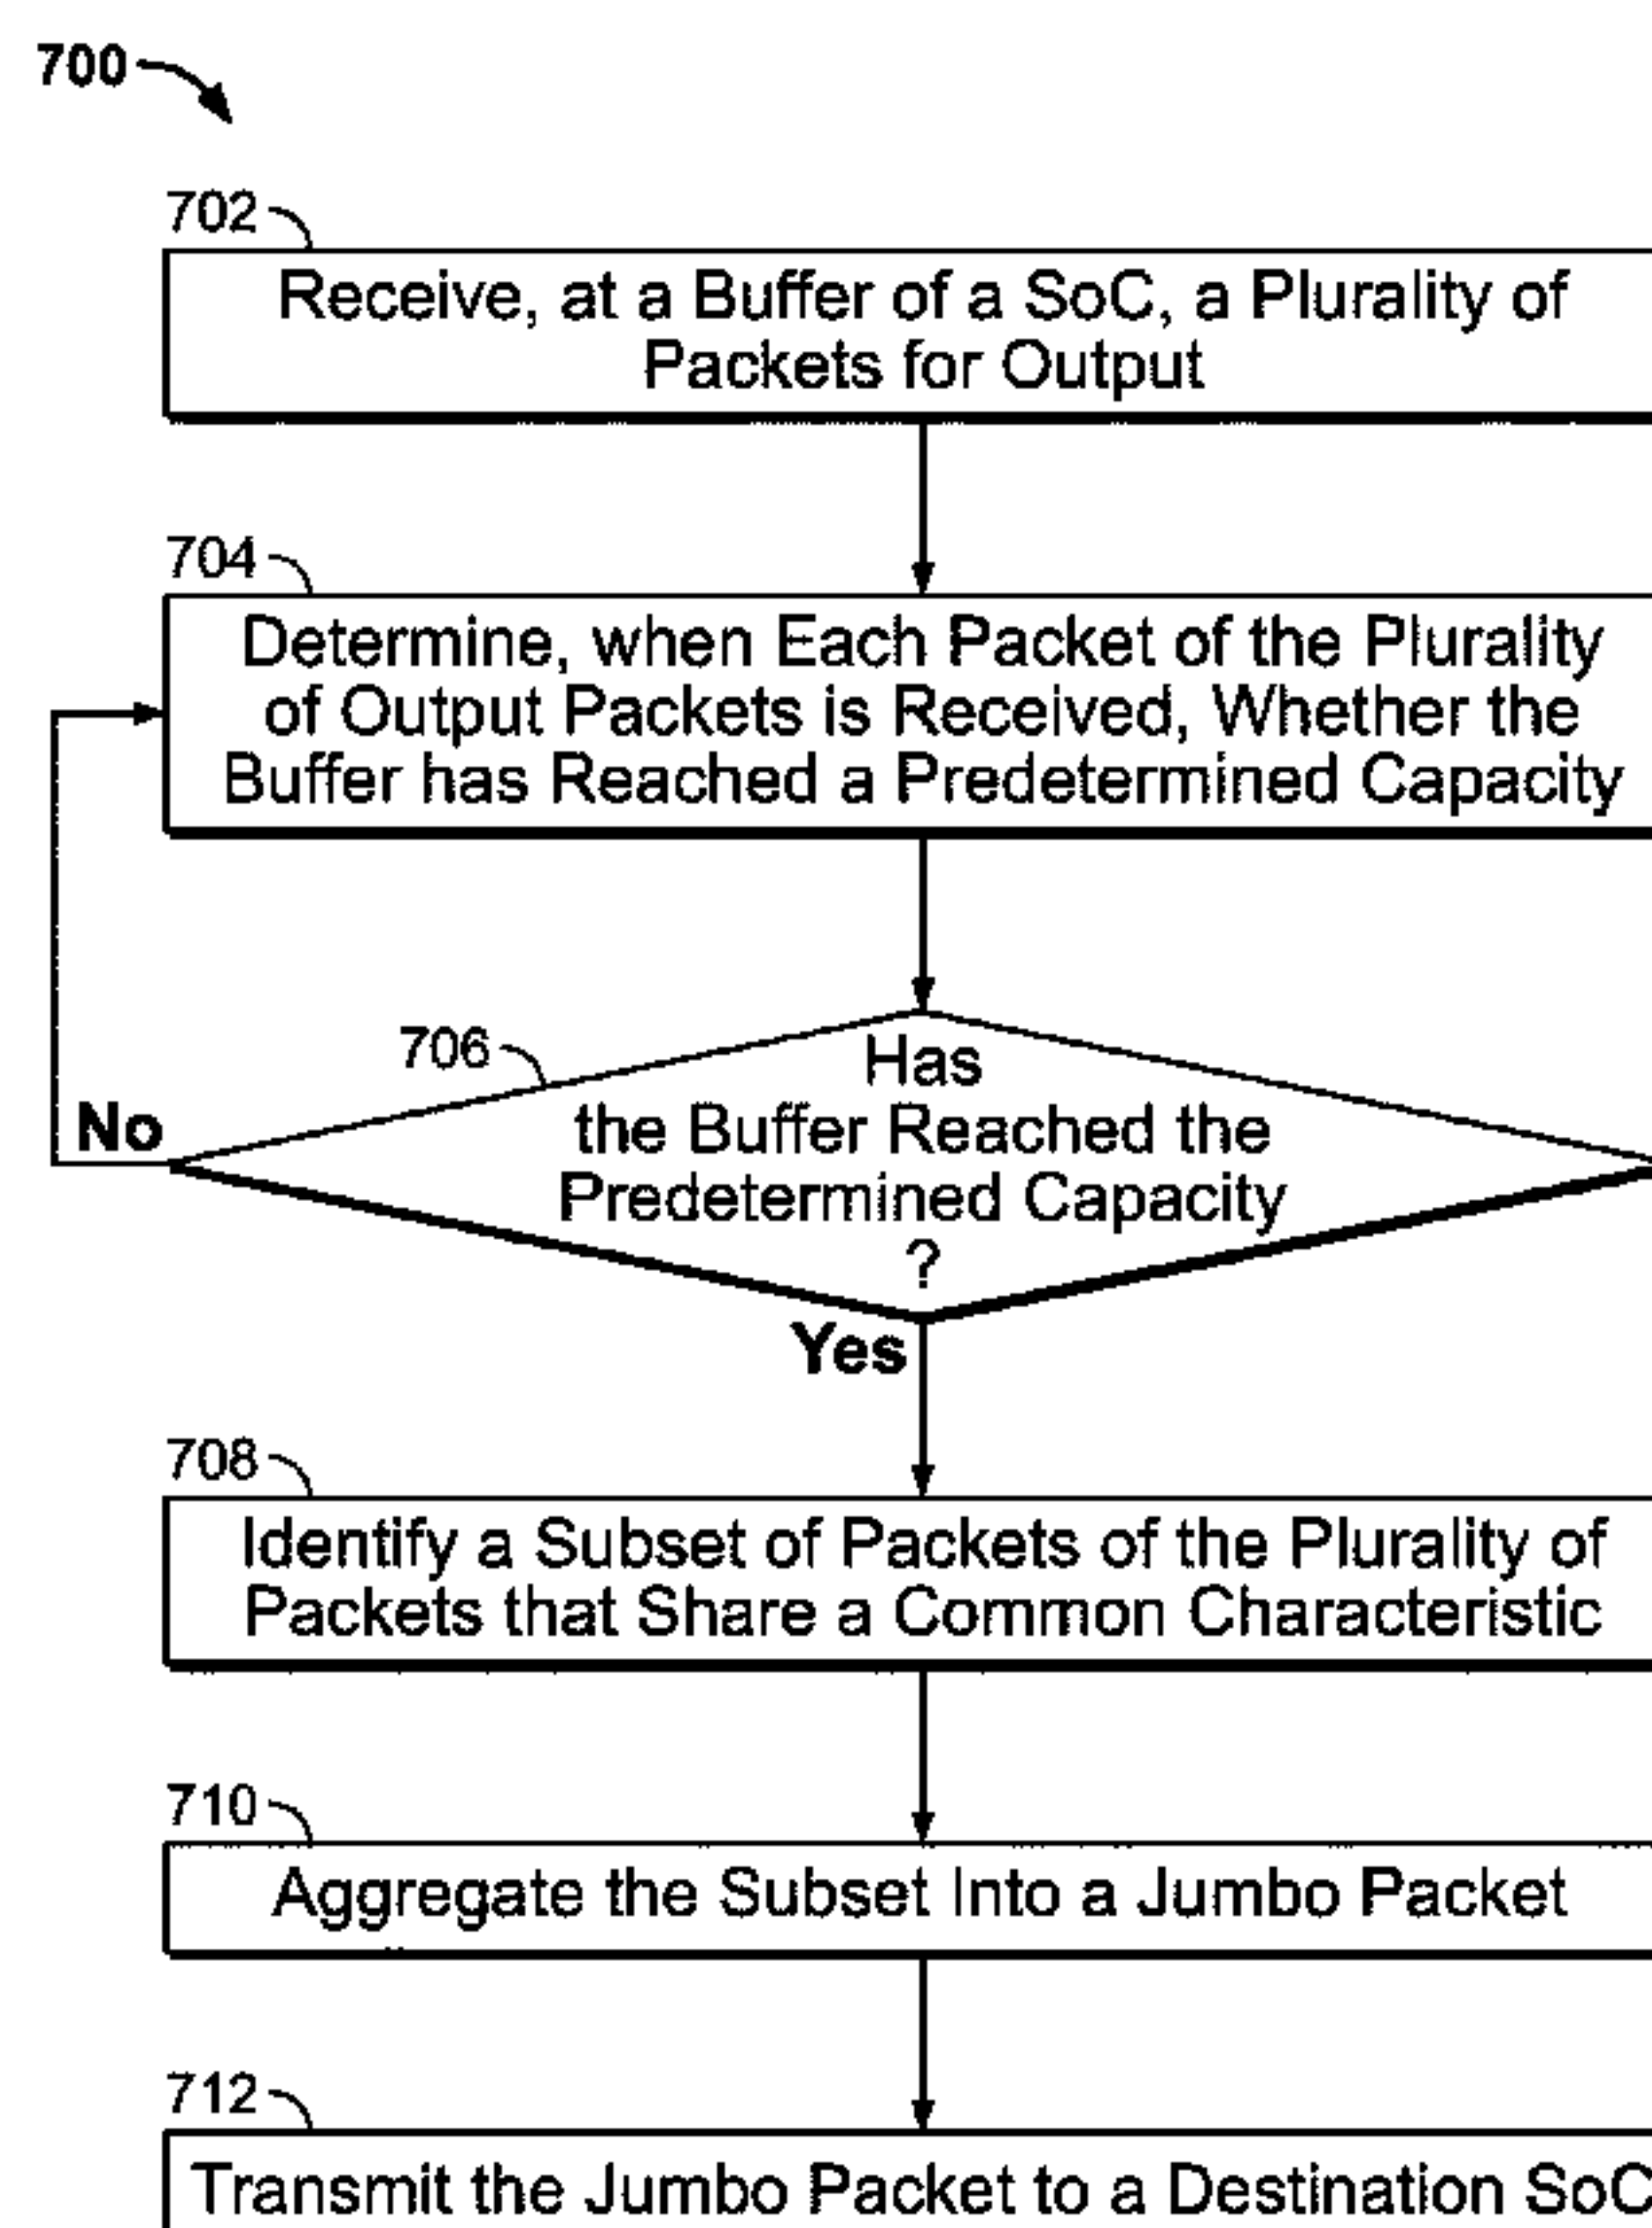 700
702
Receive, at a Buffer of a SoC, a Plurality of
Packets for Output
704
Determine, when Each Packet of the Plurality
of Output Packets is Received, Whether the
Buffer has Reached a Predetermined Capacity
706
Has
the Buffer Reached the
Predetermined Capacity
?
No
Yes
708
Identify a Subset of Packets of the Plurality of
Packets that Share a Common Characteristic
710
Aggregate the Subset Into a Jumbo Packet
712
Transmit the Jumbo Packet to a Destination SoC